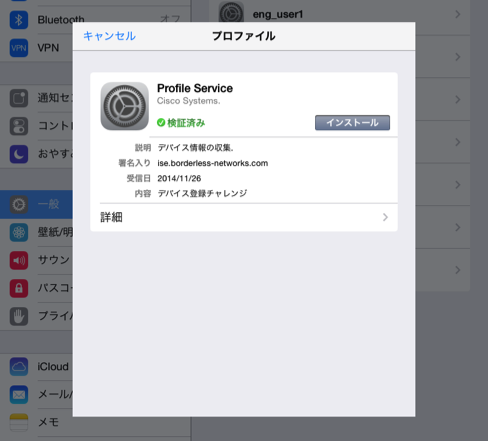 Bluetooth
オフ
VPN
VPN
通知セ
コント
おやすみ
一般
壁紙/明
サウン
パスコ
プライバ
iCloud
メール/
メモ
eng_user1
キャンセル
プロファイル
Profile Service
Cisco Systems.
検証済み
インストール
説明 デバイス情報の収集.
署名入り ise.borderless-networks.com
受信日 2014/11/26
内容 デバイス登録チャレンジ
詳細